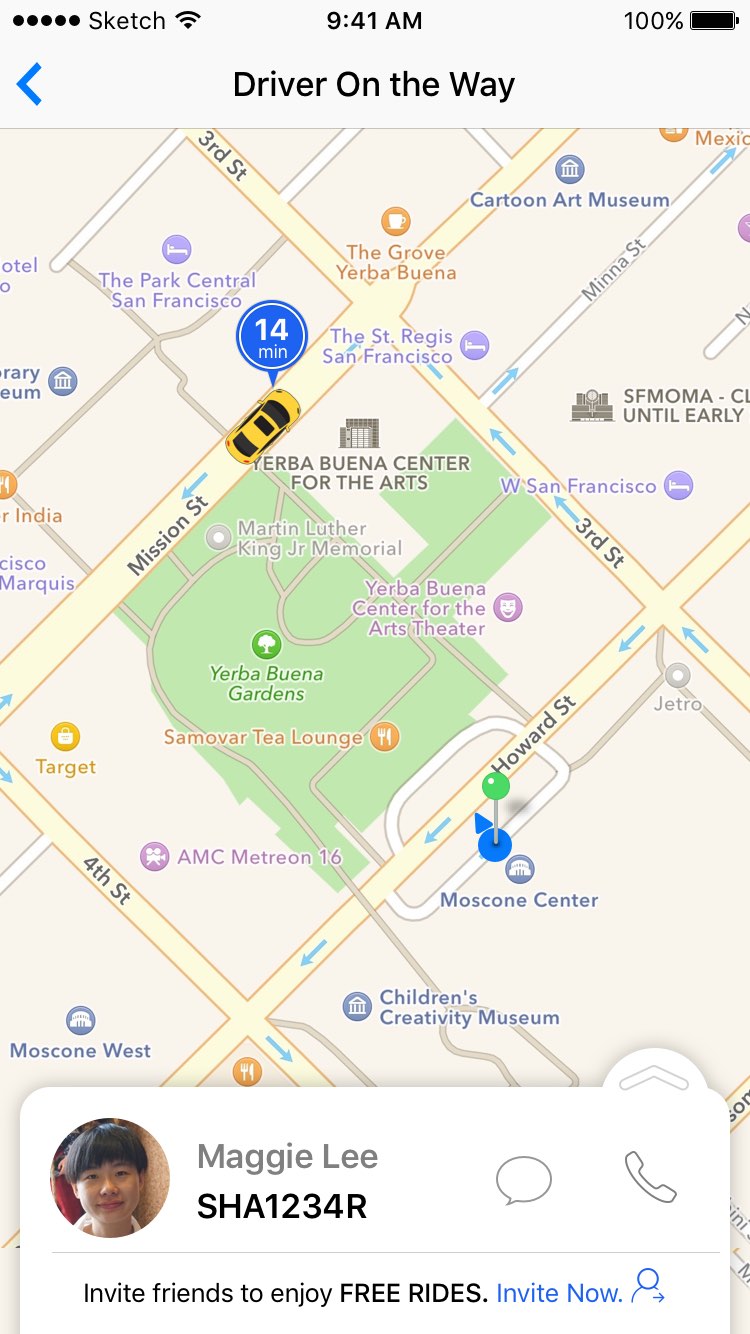 Sketch 9:41 AM 100%
Driver On the Way
3rd St
Mexic
Cartoon Art Museum
The Grove
Yerba Buena
Minna St
otel
o
The Park Central
San Francisco
14
min
The St. Regis
San Francisco
N
rary
eum
SFMOMA - CL
UNTIL EARLY
YERBA BUENA CENTER
FOR THE ARTS
W San Francisco
r India
Mission St
Martin Luther
King Jr Memorial
3rd St
cisco
Marquis
Yerba Buena
Center for the
Arts Theater
Yerba Buena
Gardens
Jetro
Howard St
Samovar Tea Lounge
Target
AMC Metreon 16
4th St
Moscone Center
Children's
Creativity Museum
Moscone West
som
Maggie Lee
SHA1234R
Invite friends to enjoy FREE RIDES. Invite Now.